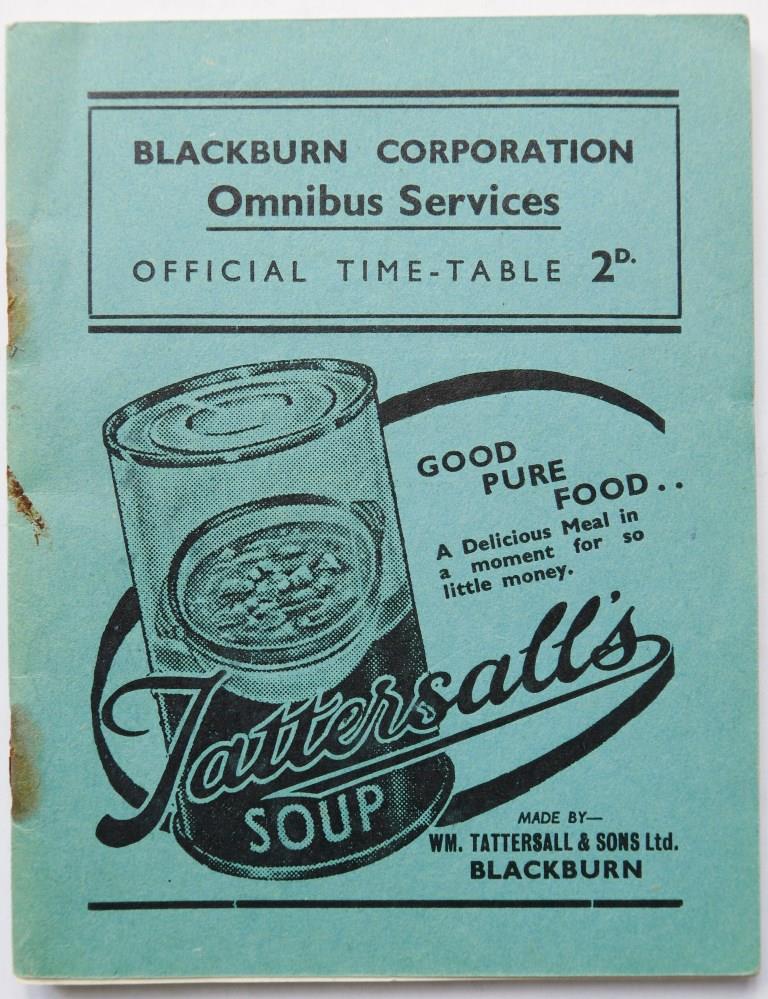 BLACKBURN CORPORATION
Omnibus Services
OFFICIAL TIME-TABLE 2D.
GOOD
PURE
FOOD..
A Delicious Meal in
a moment for so
little money.
Tattersall's
SOUP
MADE BY—
WM. TATTERSALL & SONS Ltd.
BLACKBURN